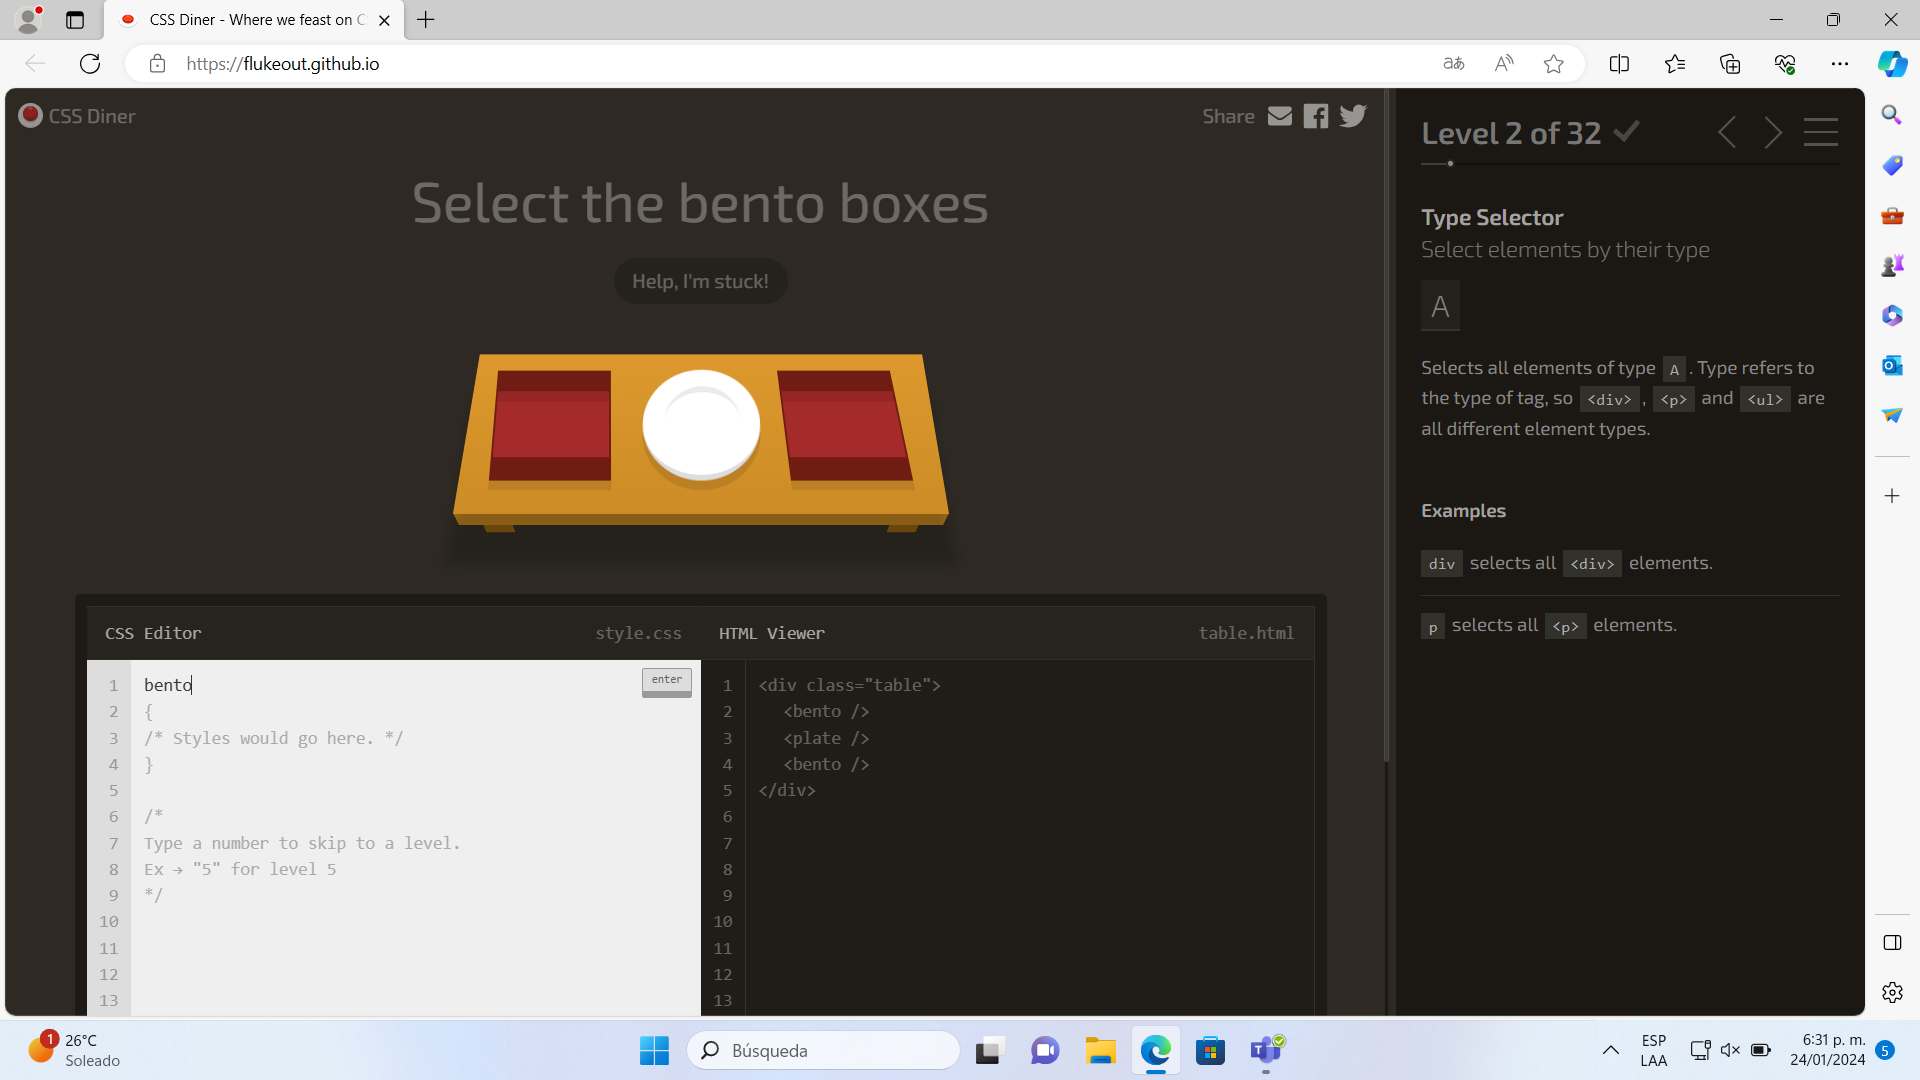 CSS Diner - Where we feast on C
https://flukeout.github.io
CSS Diner
Share
Select the bento boxes
Help, I'm stuck!
CSS Editor
style.css
HTML Viewer
table.html
1 bento
enter
2 {
3 /* Styles would go here. */
4 }
5
6 /*
7 Type a number to skip to a level.
8 Ex → "5" for level 5
9 */
10
11
12
13
1 <div class="table">
2 <bento />
3 <plate />
4 <bento />
5 </div>
6
7
8
9
10
11
12
13
Level 2 of 32
Type Selector
Select elements by their type
A
Selects all elements of type A . Type refers to
the type of tag, so <div> , <p> and <ul> are
all different element types.
Examples
div selects all <div> elements.
p selects all <p> elements.
1
26°C
Soleado
Búsqueda
ESP
LAA
6:31 p. m.
24/01/2024
5